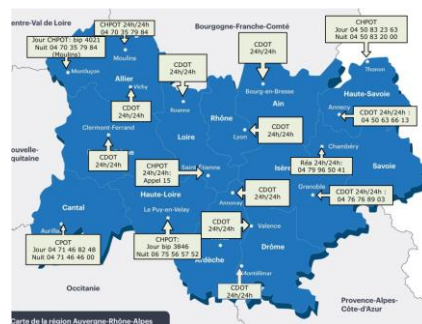 Centre-Val de Loire
CHPOT 24h/24h
04 70 35 79 84
Bourgogne-Franche-Comté
CHPOT
Jour 04 50 83 23 63
Nuit 04 50 83 20 00
Jour CHPOT: bip 4021
Nuit 04 70 35 79 84
(Moulins)
Moulins
CDOT
24h/24h
CDOT
24h/24h
Thonon
Montluçon
Allier
Vichy
Roanne
Bourg-en-Bresse
Ain
Haute-Savoie
CDOT
24h/24h
Rhône
Annecy
CDOT 24h/24h :
04 50 63 66 13
Clermont-Ferrand
Loire
Lyon
CDOT
24h/24h
CDOT
24h/24h
CHPOT
24h/24h:
Appel 15
Saint-Étienne
Chambéry
Isère
Réa 24h/24h:
04 79 96 50 41
Savoie
Haute-Loire
Grenoble
CDOT 24h/24h :
04 76 76 89 03
Annonay
CDOT
24h/24h
Cantal
Le Puy-en-Velay
Aurillac
CDOT
24h/24h
Valence
CPOT
Jour 04 71 46 82 48
Nuit 04 71 46 46 00
CHPOT:
Jour bip 3846
Nuit 06 75 56 57 52
Ardèche
Drôme
Montélimar
CDOT
24h/24h
Occitanie
Provence-Alpes-
Côte-d'Azur
Carte de la région Auvergne-Rhône-Alpes